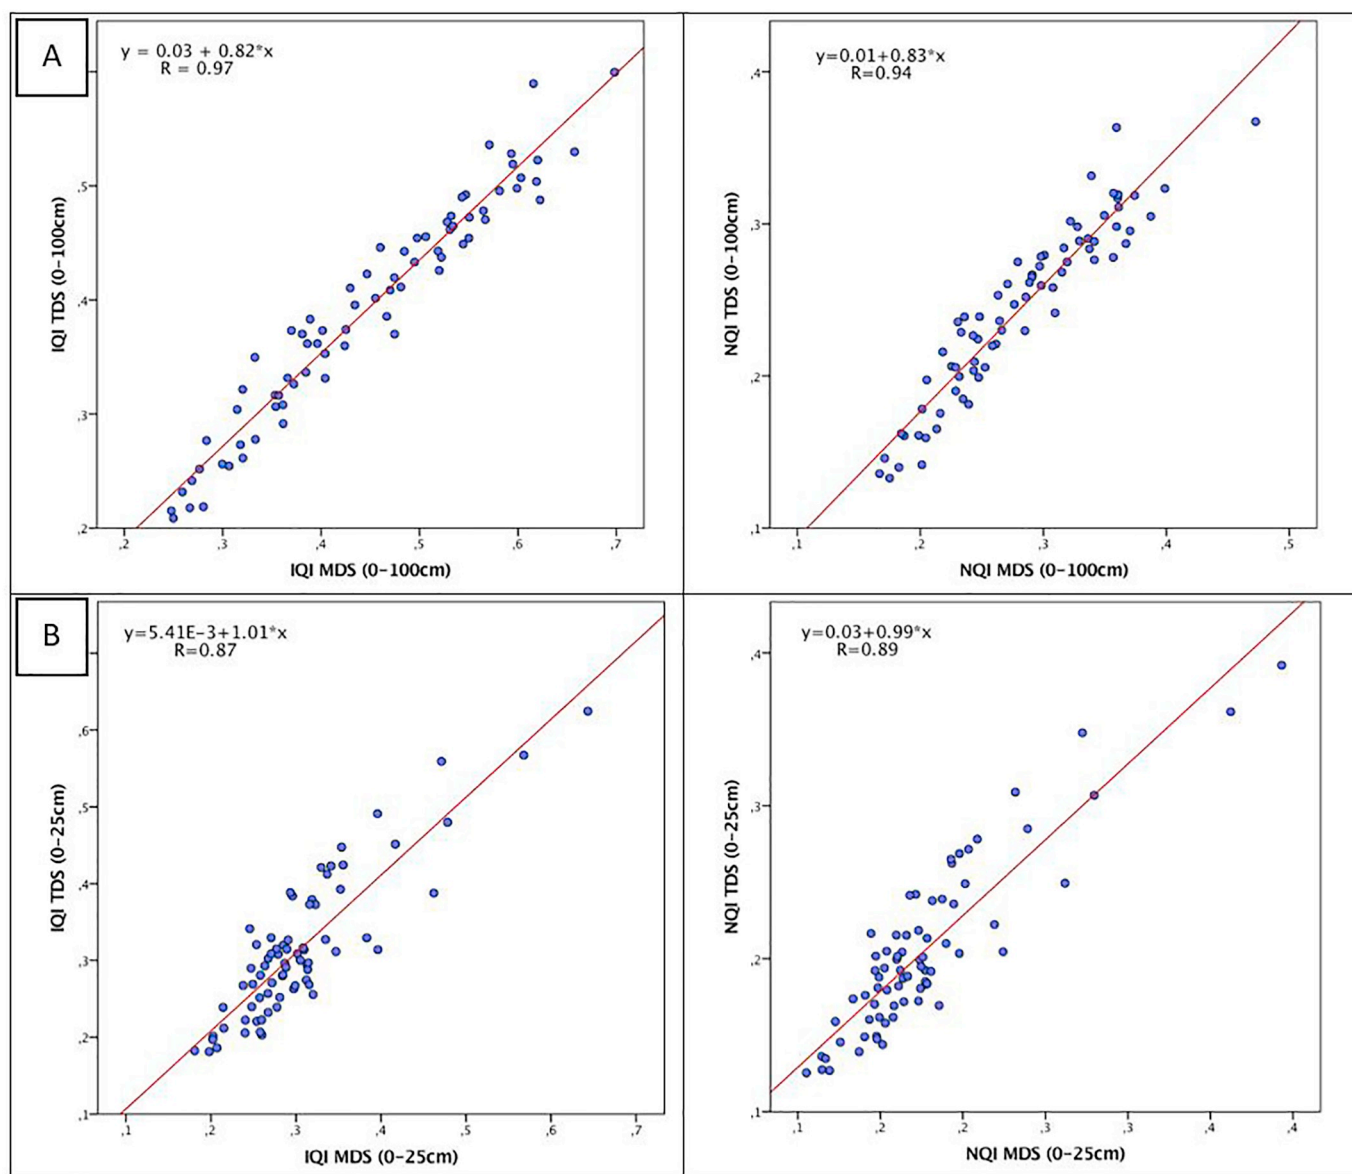 A
y = 0.03 + 0.82*x
R = 0.97
IQI TDS (0-100cm)
,5
,4
,3
,2
,2 ,3 ,4 ,5 ,6 ,7
IQI MDS (0-100cm)
y=0.01+0.83*x
R=0.94
NQI TDS (0-100cm)
,4
,3
,2
,1
,1 ,2 ,3 ,4 ,5
NQI MDS (0-100cm)
B
y=5.41E-3+1.01*x
R=0.87
IQI TDS (0-25cm)
,6
,5
,4
,3
,2
,1
,1 ,2 ,3 ,4 ,5 ,7
IQI MDS (0-25cm)
y=0.03+0.99*x
R=0.89
NQI TDS (0-25cm)
,4
,3
,2
,1
,1 ,2 ,2 ,3 ,3 ,4 ,4
NQI MDS (0-25cm)